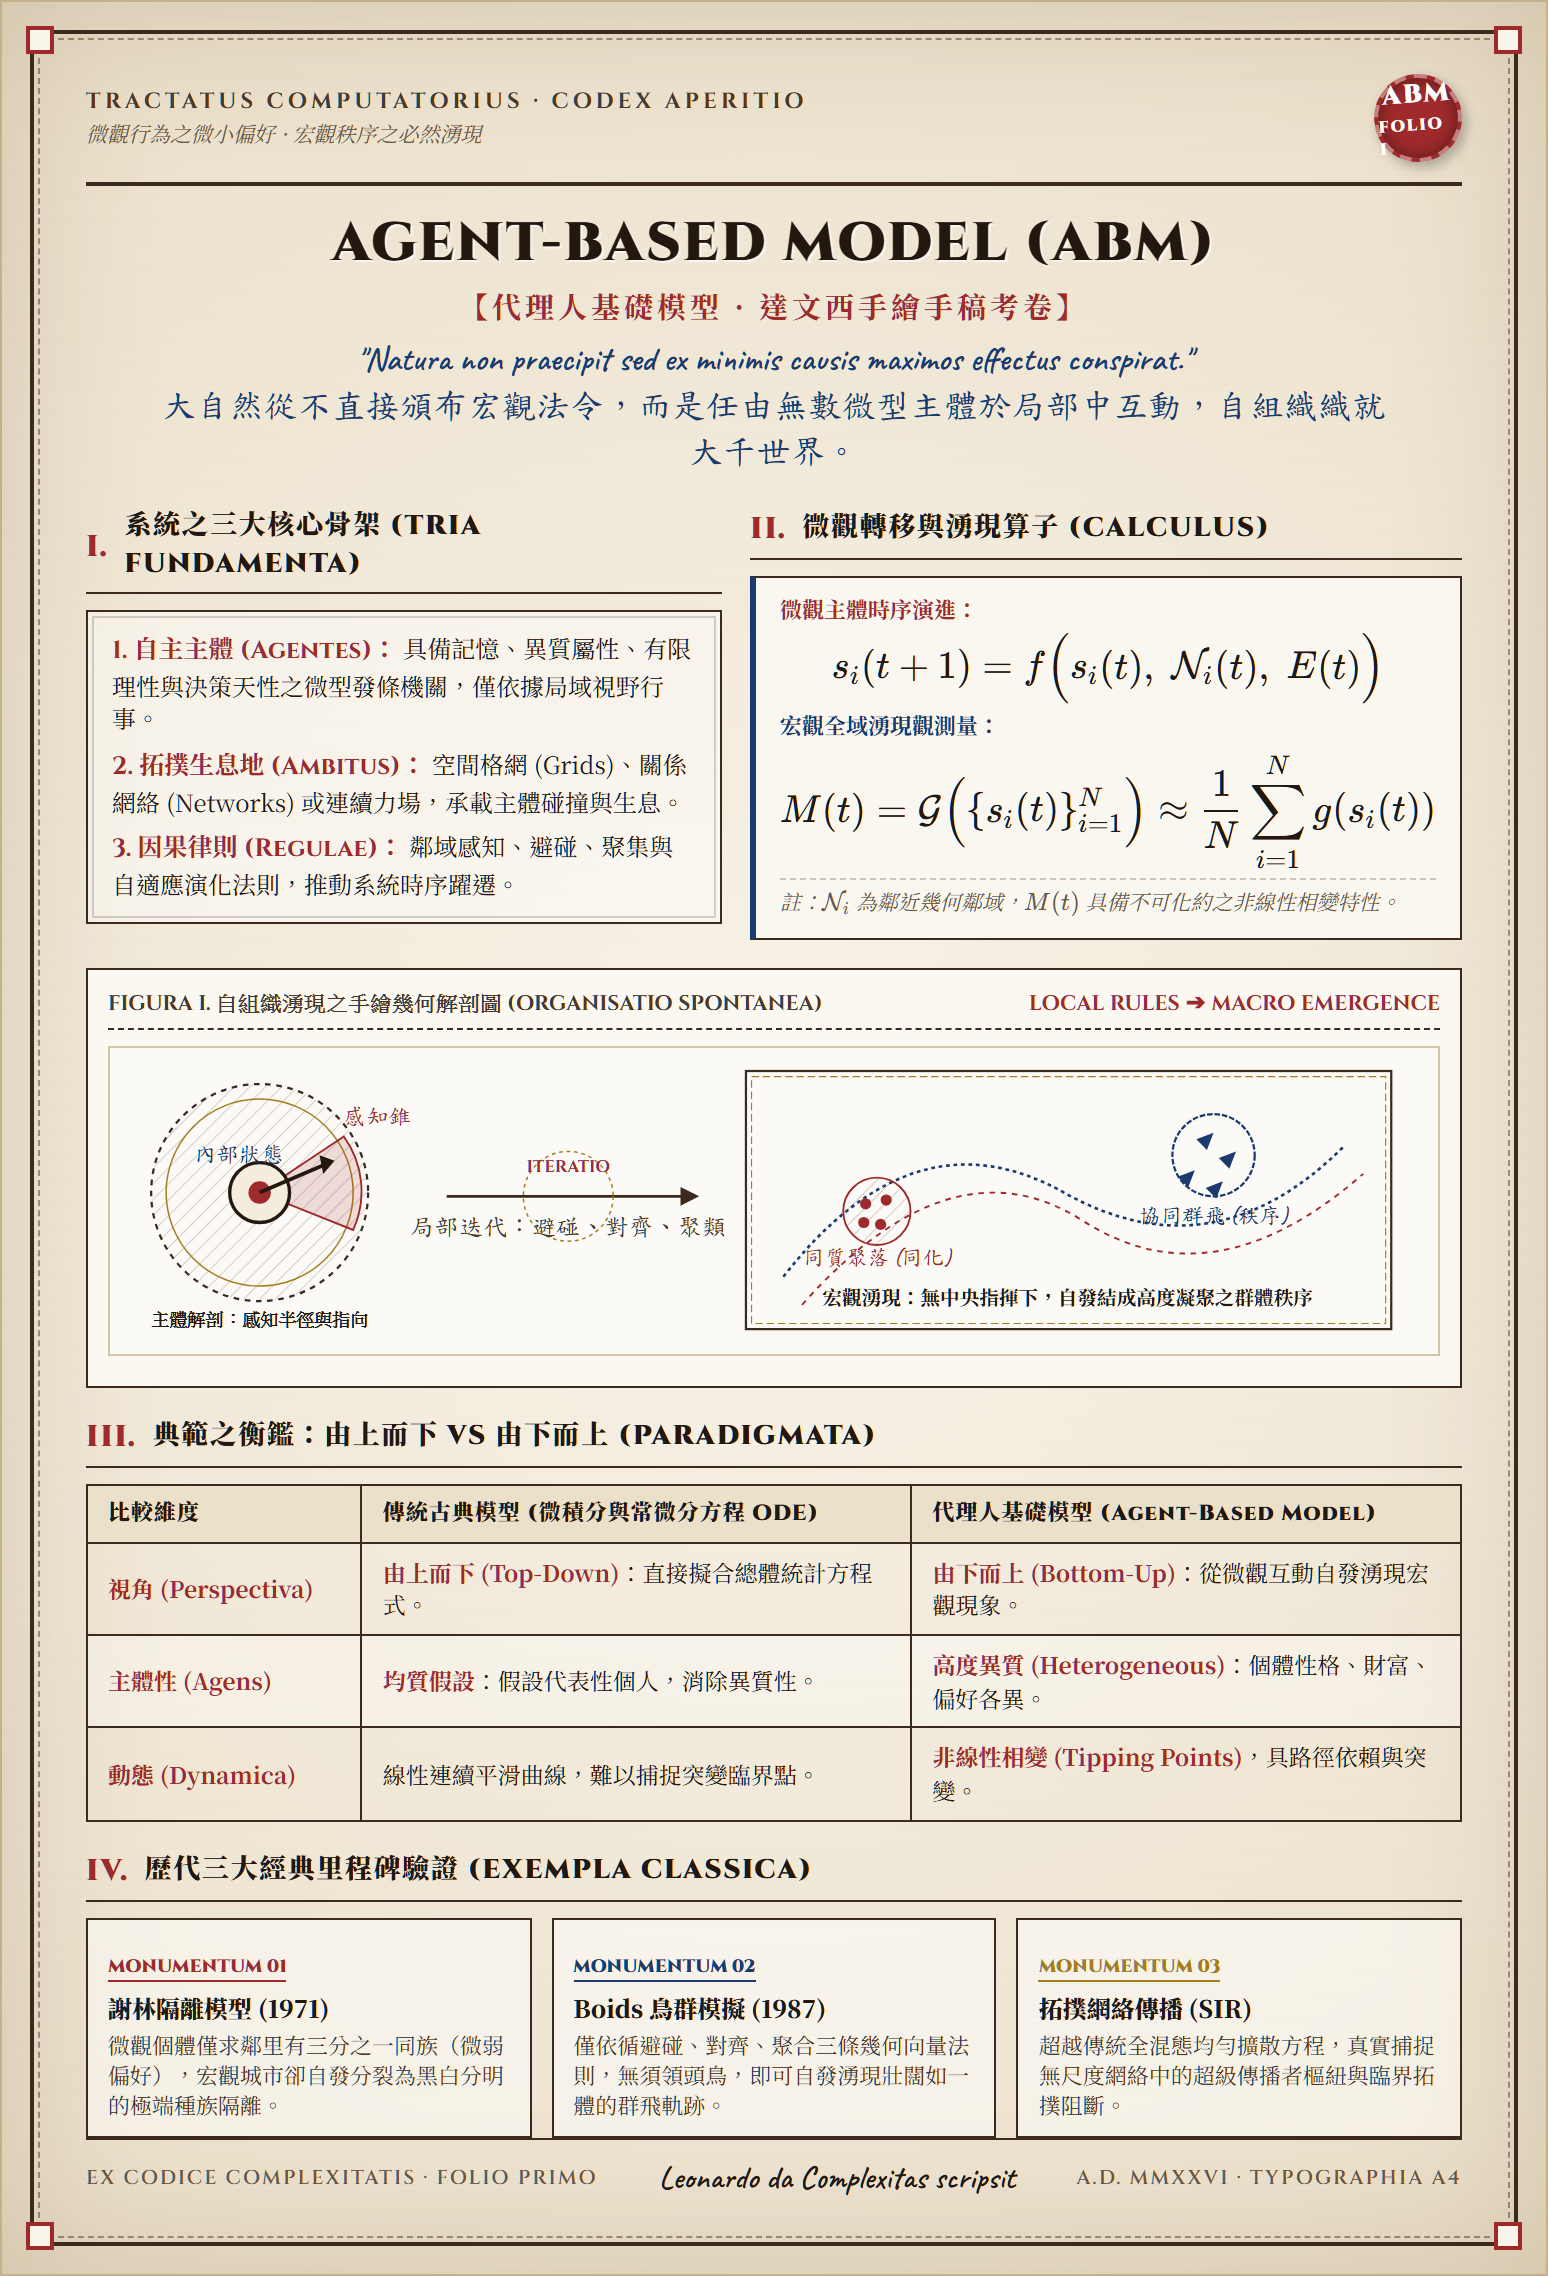 TRACTATUS COMPUTATORIUS · CODEX APERITIO
微觀行為之微小偏好 · 宏觀秩序之必然湧現
ABM
FOLIO
I
AGENT-BASED MODEL (ABM)
【代理人基礎模型 · 達文西手繪手稿考卷】
"Natura non praecipit sed ex minimis causis maximos effectus conspirat."
大自然從不直接頒布宏觀法令，而是任由無數微型主體於局部中互動，自組織織就
大千世界。
I. 系統之三大核心骨架 (TRIA
FUNDAMENTA)
1. 自主主體 (AGENTES)： 具備記憶、異質屬性、有限
理性與決策天性之微型發條機關，僅依據局域視野行
事。
2. 拓撲生息地 (AMBITUS)： 空間格網 (Grids)、關係
網絡 (Networks) 或連續力場，承載主體碰撞與生息。
3. 因果律則 (REGULAE)： 鄰域感知、避碰、聚集與
自適應演化法則，推動系統時序躍遷。
II. 微觀轉移與湧現算子 (CALCULUS)
微觀主體時序演進：
s_i(t + 1) = f(s_i(t), 𝒩_i(t), E(t))
宏觀全域湧現觀測量：
M(t) = 𝒢({s_i(t)}_{i=1}^N) ≈ 1/N ∑_{i=1}^N g(s_i(t))
註：𝒩_i 為鄰近幾何鄰域，M(t) 具備不可化約之非線性相變特性。
FIGURA I. 自組織湧現之手繪幾何解剖圖 (ORGANISATIO SPONTANEA)
LOCAL RULES ➔ MACRO EMERGENCE
感知錐
內部狀態
主體解剖：感知半徑與指向
ITERATIO
局部迭代：避碰、對齊、聚類
同質聚落 (同化)
協同群飛 (秩序)
宏觀湧現：無中央指揮下，自發結成高度凝聚之群體秩序
III. 典範之衡鑑：由上而下 VS 由下而上 (PARADIGMATA)
比較維度
傳統古典模型 (微積分與常微分方程 ODE)
代理人基礎模型 (AGENT-BASED MODEL)
視角 (Perspectiva)
由上而下 (Top-Down)：直接擬合總體統計方程
式。
由下而上 (Bottom-Up)：從微觀互動自發湧現宏
觀現象。
主體性 (Agens)
均質假設：假設代表性個人，消除異質性。
高度異質 (Heterogeneous)：個體性格、財富、
偏好各異。
動態 (Dynamica)
線性連續平滑曲線，難以捕捉突變臨界點。
非線性相變 (Tipping Points)，具路徑依賴與突
變。
IV. 歷代三大經典里程碑驗證 (EXEMPLA CLASSICA)
MONUMENTUM 01
謝林隔離模型 (1971)
微觀個體僅求鄰里有三分之一同族（微弱
偏好），宏觀城市卻自發分裂為黑白分明
的極端種族隔離。
MONUMENTUM 02
Boids 鳥群模擬 (1987)
僅依循避碰、對齊、聚合三條幾何向量法
則，無須領頭鳥，即可自發湧現壯闊如一
體的群飛軌跡。
MONUMENTUM 03
拓撲網絡傳播 (SIR)
超越傳統全混態均勻擴散方程，真實捕捉
無尺度網絡中的超級傳播者樞紐與臨界拓
撲阻斷。
EX CODICE COMPLEXITATIS · FOLIO PRIMO
Leonardo da Complexitas scripsit
A.D. MMXXVI · TYPOGRAPHIA A4